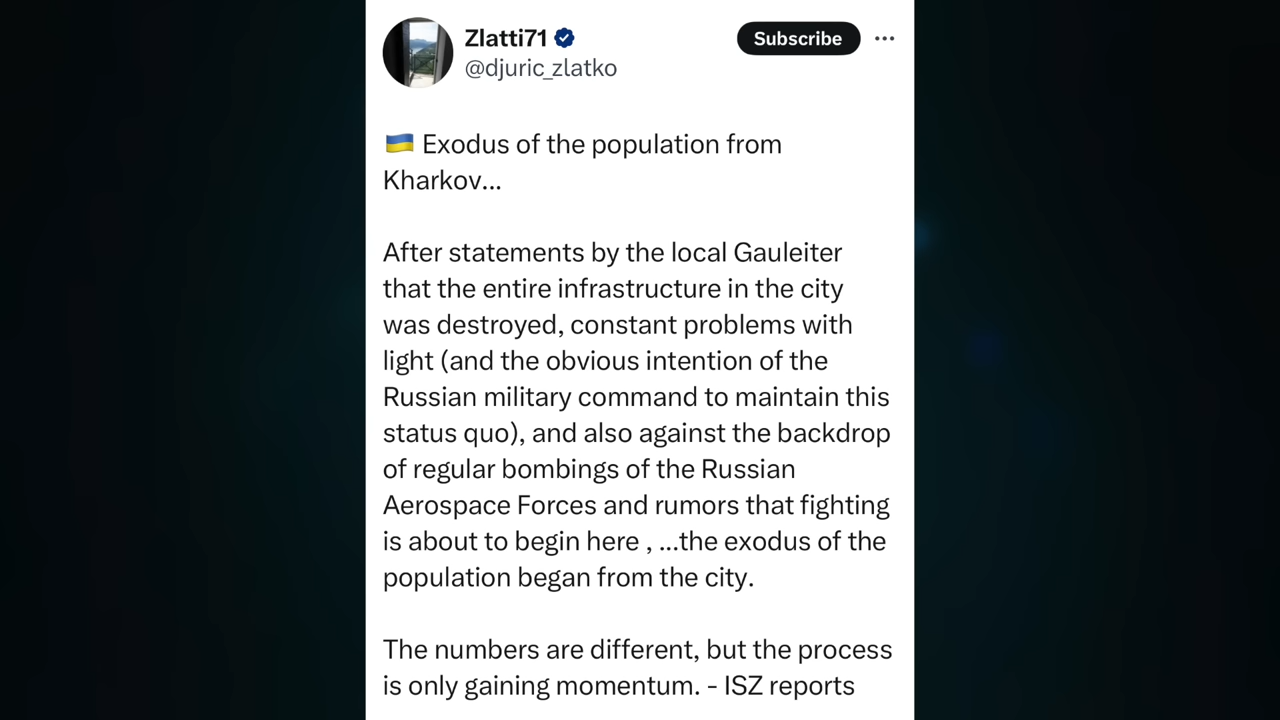 Zlatti71
Subscribe
@djuric_zlatko
🇺🇦 Exodus of the population from
Kharkov...
After statements by the local Gauleiter
that the entire infrastructure in the city
was destroyed, constant problems with
light (and the obvious intention of the
Russian military command to maintain this
status quo), and also against the backdrop
of regular bombings of the Russian
Aerospace Forces and rumors that fighting
is about to begin here , ...the exodus of the
population began from the city.
The numbers are different, but the process
is only gaining momentum. - ISZ reports